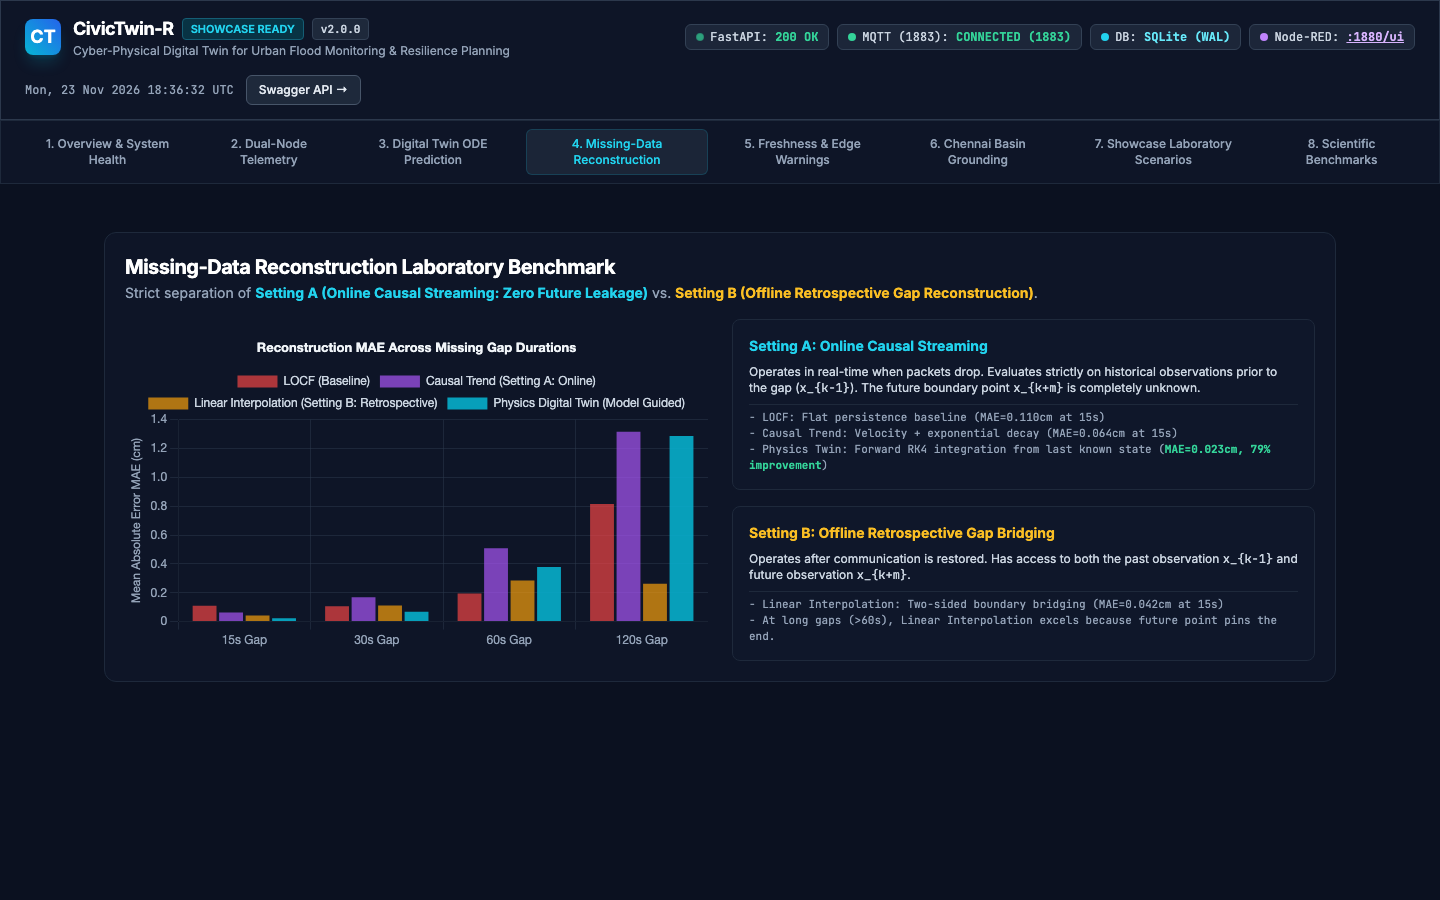 CT
CivicTwin-R
SHOWCASE READY
v2.0.0
Cyber-Physical Digital Twin for Urban Flood Monitoring & Resilience Planning
FastAPI: 200 OK
MQTT (1883): CONNECTED (1883)
DB: SQLite (WAL)
Node-RED: :1880/ui
Mon, 23 Nov 2026 18:36:32 UTC
Swagger API →
1. Overview & System
Health
2. Dual-Node
Telemetry
3. Digital Twin ODE
Prediction
4. Missing-Data
Reconstruction
5. Freshness & Edge
Warnings
6. Chennai Basin
Grounding
7. Showcase Laboratory
Scenarios
8. Scientific
Benchmarks
Missing-Data Reconstruction Laboratory Benchmark
Strict separation of Setting A (Online Causal Streaming: Zero Future Leakage) vs. Setting B (Offline Retrospective Gap Reconstruction).
Reconstruction MAE Across Missing Gap Durations
LOCF (Baseline)
Causal Trend (Setting A: Online)
Linear Interpolation (Setting B: Retrospective)
Physics Digital Twin (Model Guided)
Mean Absolute Error MAE (cm)
1.4
1.2
1.0
0.8
0.6
0.4
0.2
0
15s Gap
30s Gap
60s Gap
120s Gap
Setting A: Online Causal Streaming
Operates in real-time when packets drop. Evaluates strictly on historical observations prior to
the gap (x_{k-1}). The future boundary point x_{k+m} is completely unknown.
- LOCF: Flat persistence baseline (MAE=0.110cm at 15s)
- Causal Trend: Velocity + exponential decay (MAE=0.064cm at 15s)
- Physics Twin: Forward RK4 integration from last known state (MAE=0.023cm, 79%
improvement)
Setting B: Offline Retrospective Gap Bridging
Operates after communication is restored. Has access to both the past observation x_{k-1} and
future observation x_{k+m}.
- Linear Interpolation: Two-sided boundary bridging (MAE=0.042cm at 15s)
- At long gaps (>60s), Linear Interpolation excels because future point pins the
end.